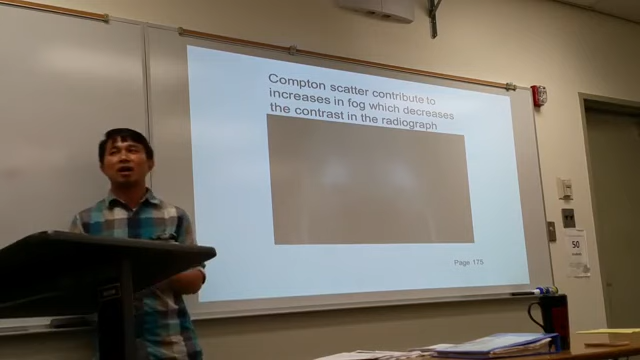 Compton scatter contribute to
increases in fog which decreases
the contrast in the radiograph
Page 175
50